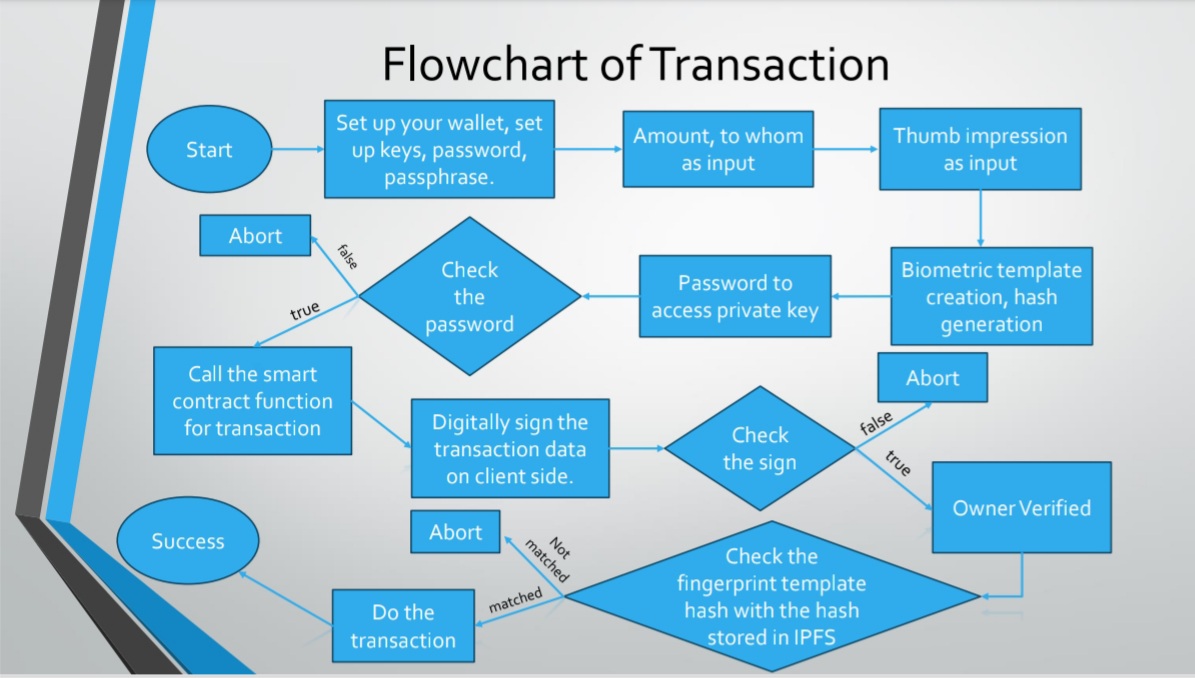 Flowchart of Transaction
Start
Set up your wallet, set
up keys, password,
passphrase.
Amount, to whom
as input
Thumb impression
as input
Biometric template
creation, hash
generation
Password to
access private key
Check
the
password
false
Abort
true
Call the smart
contract function
for transaction
Digitally sign the
transaction data
on client side.
Check
the sign
false
Abort
true
Owner Verified
Check the
fingerprint template
hash with the hash
stored in IPFS
Not
matched
Abort
matched
Do the
transaction
Success